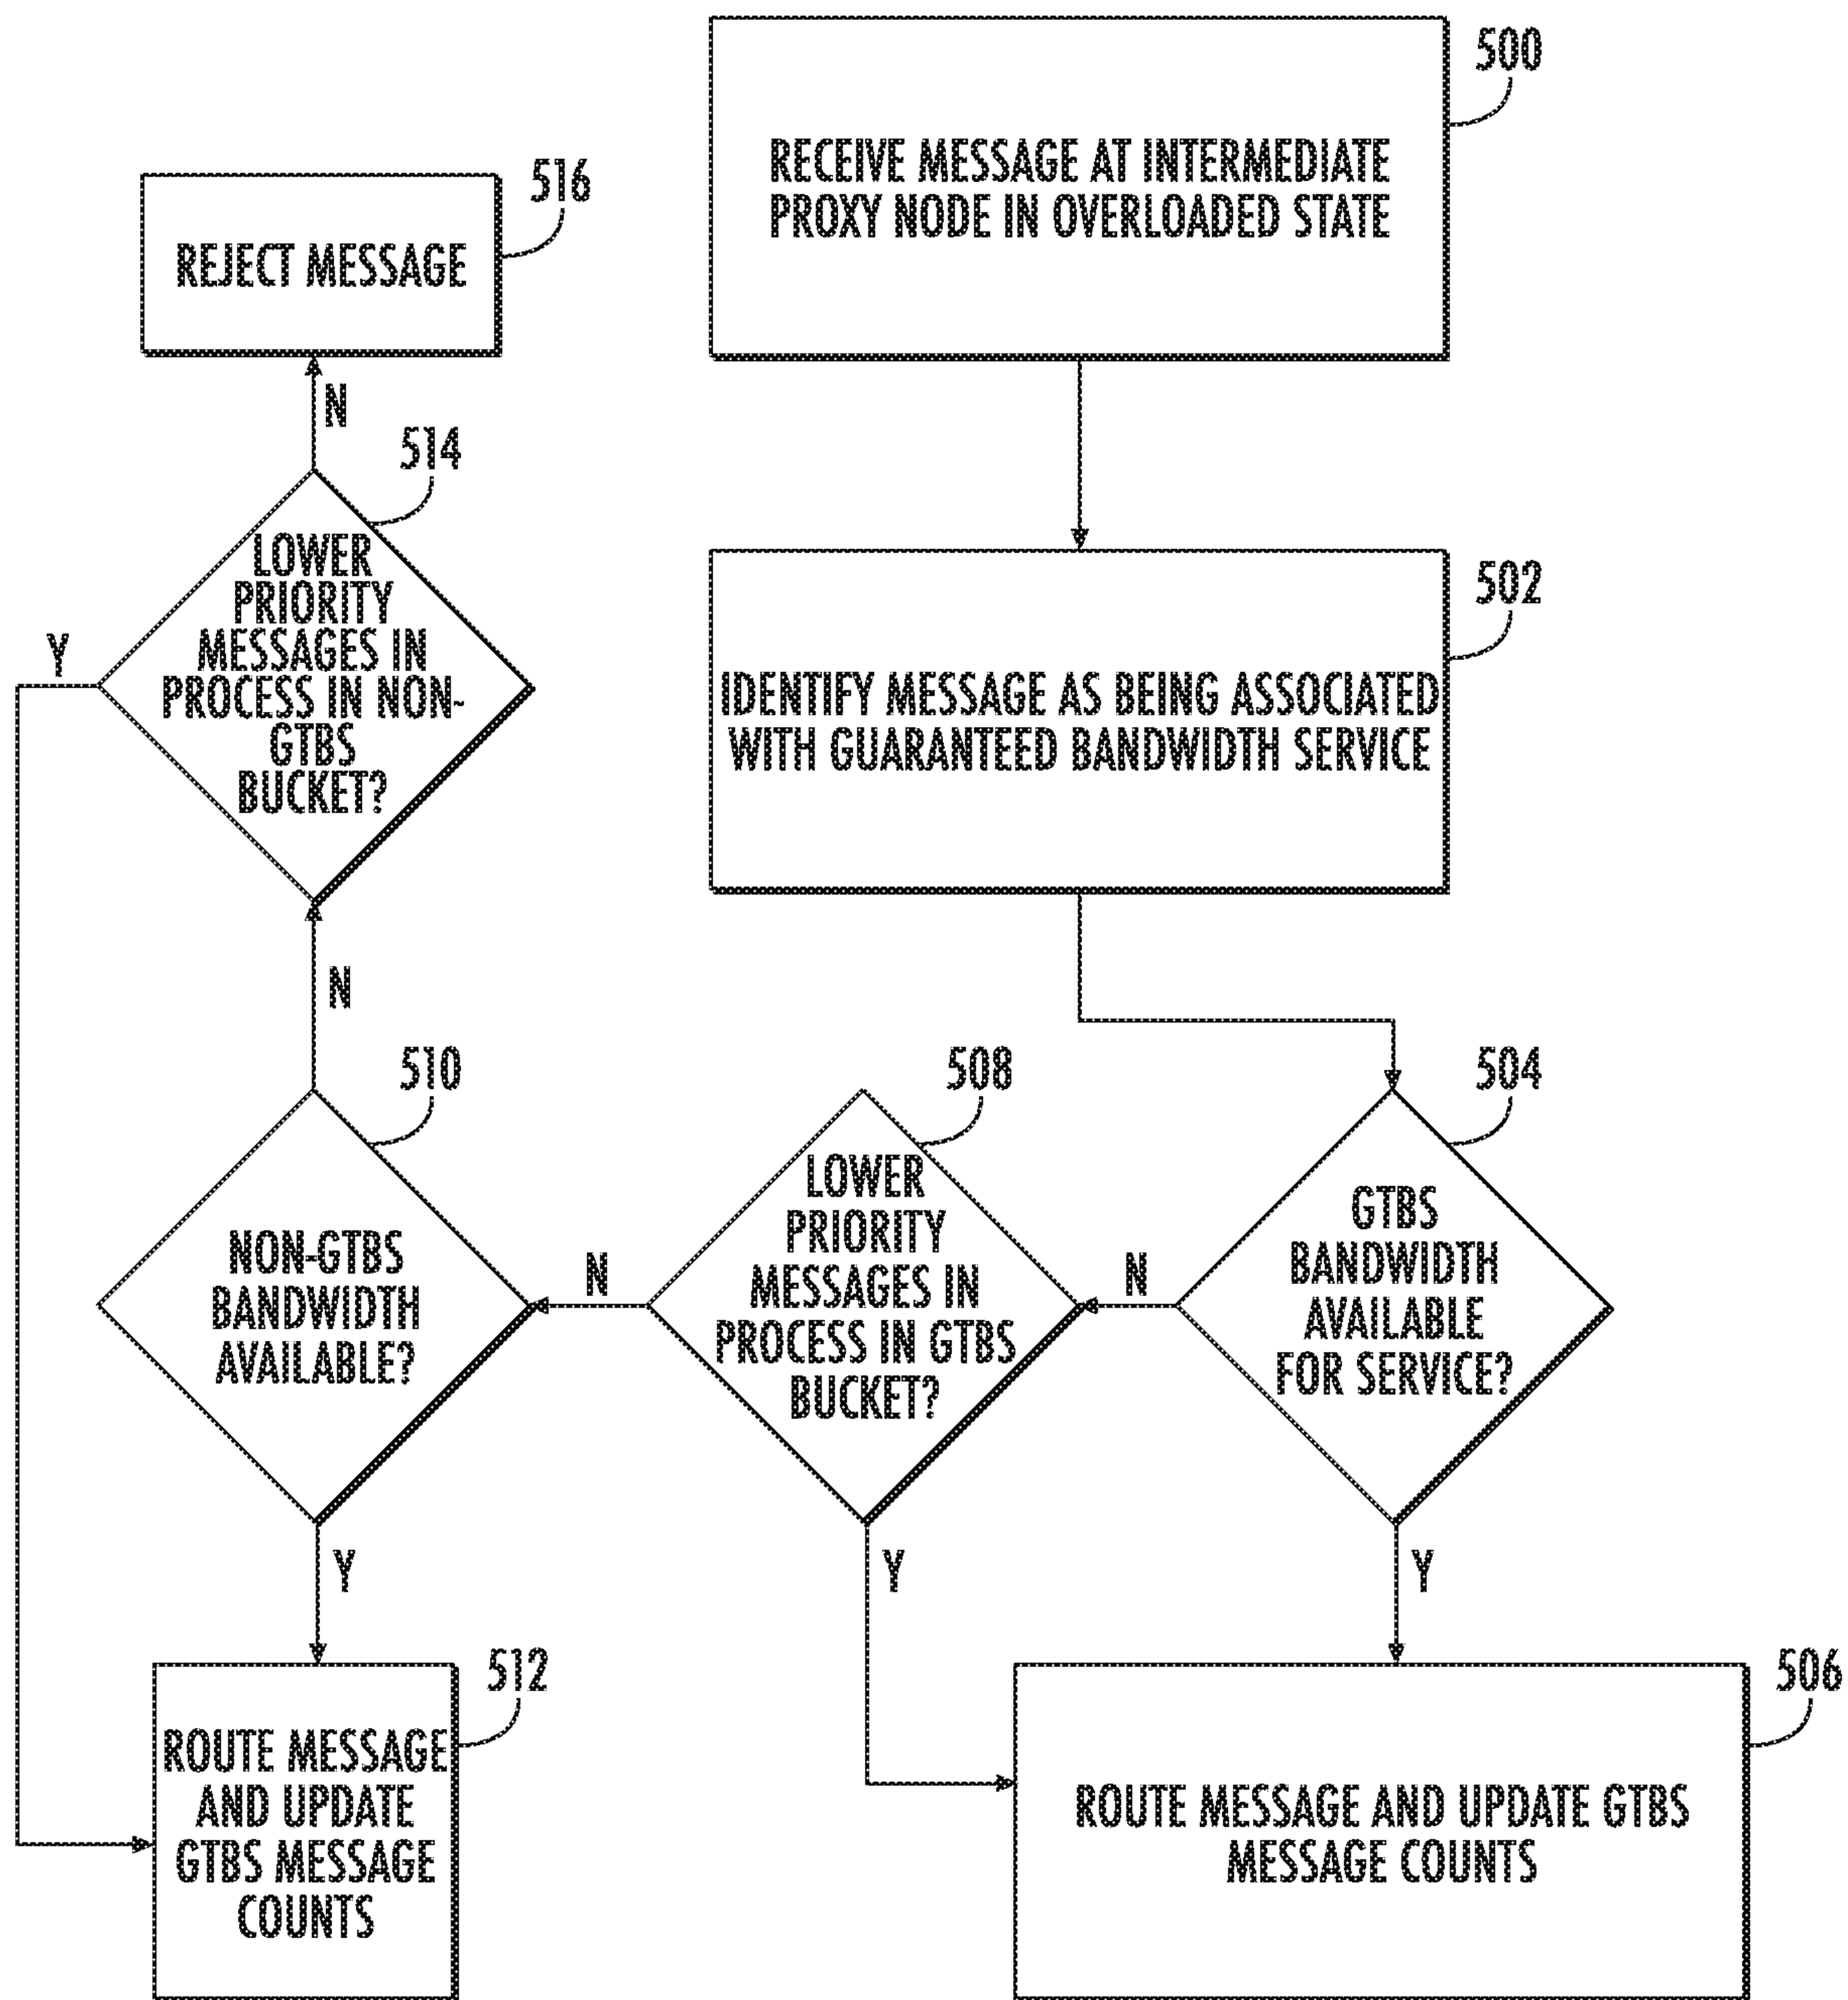 500
RECEIVE MESSAGE AT INTERMEDIATE
PROXY NODE IN OVERLOADED STATE
502
IDENTIFY MESSAGE AS BEING ASSOCIATED
WITH GUARANTEED BANDWIDTH SERVICE
504
GTBS
BANDWIDTH
AVAILABLE
FOR SERVICE?
Y
N
506
ROUTE MESSAGE AND UPDATE GTBS
MESSAGE COUNTS
508
LOWER
PRIORITY
MESSAGES IN
PROCESS IN GTBS
BUCKET?
Y
N
510
NON-GTBS
BANDWIDTH
AVAILABLE?
Y
N
512
ROUTE MESSAGE
AND UPDATE
GTBS MESSAGE
COUNTS
514
LOWER
PRIORITY
MESSAGES IN
PROCESS IN NON-
GTBS
BUCKET?
Y
N
516
REJECT MESSAGE